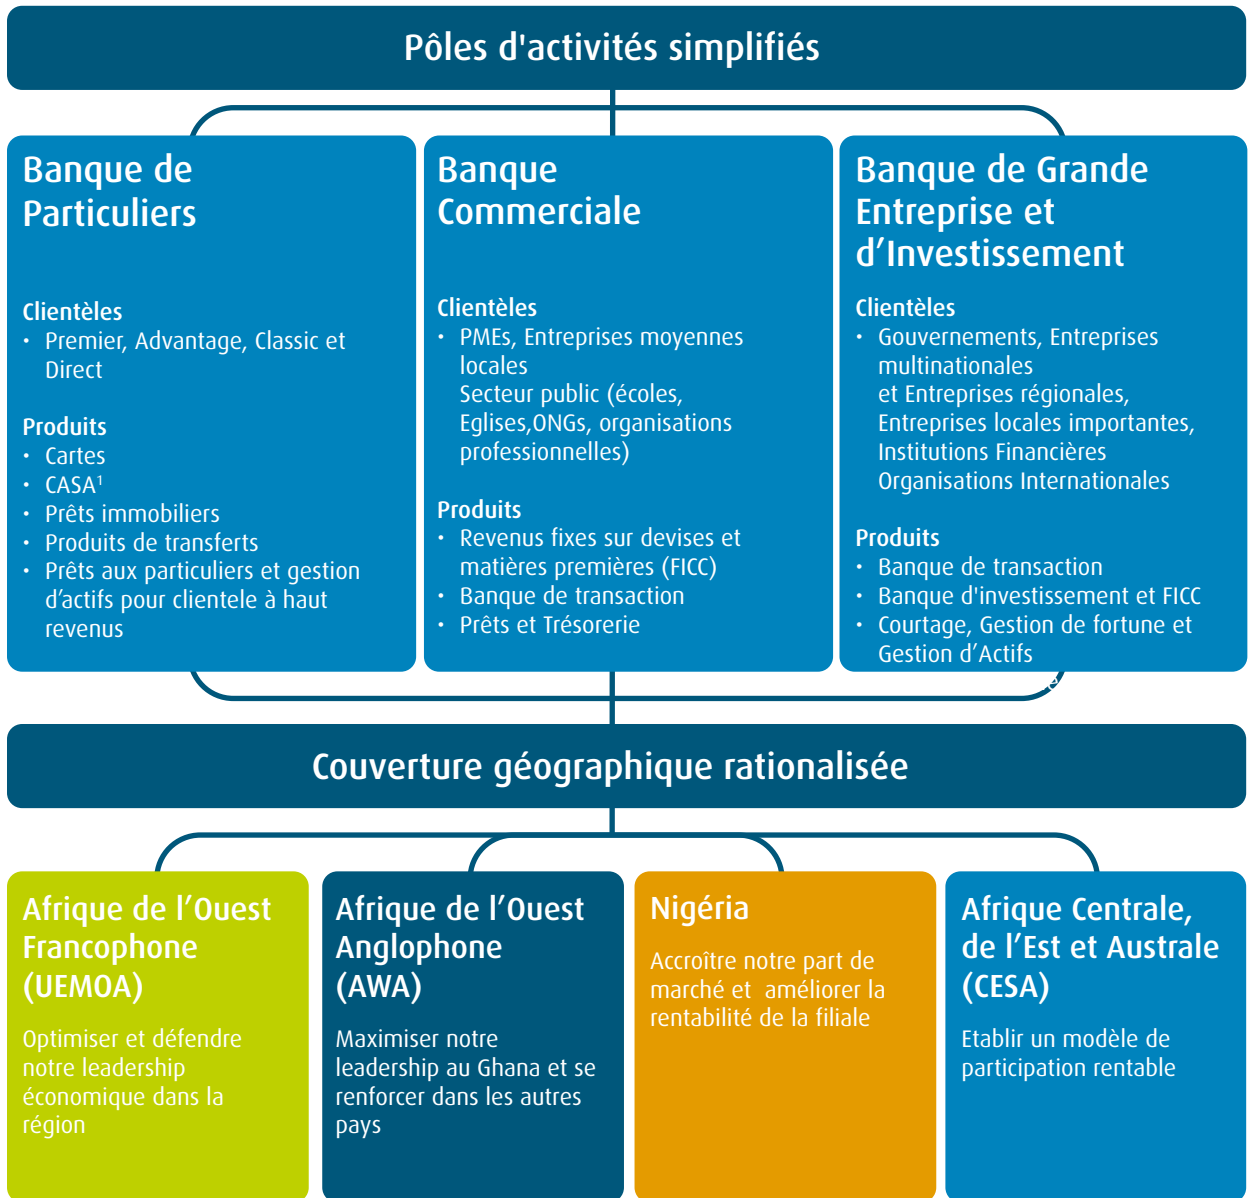 Pôles d'activités simplifiés
Banque de
Particuliers
Clientèles
• Premier, Advantage, Classic et
Direct
Produits
• Cartes
• CASA¹
• Prêts immobiliers
• Produits de transferts
• Prêts aux particuliers et gestion
d’actifs pour clientele à haut
revenus
Banque
Commerciale
Clientèles
• PMEs, Entreprises moyennes
locales
Secteur public (écoles,
Eglises,ONGs, organisations
professionnelles)
Produits
• Revenus fixes sur devises et
matières premières (FICC)
• Banque de transaction
• Prêts et Trésorerie
Banque de Grande
Entreprise et
d’Investissement
Clientèles
• Gouvernements, Entreprises
multinationales
et Entreprises régionales,
Entreprises locales importantes,
Institutions Financières
Organisations Internationales
Produits
• Banque de transaction
• Banque d'investissement et FICC
• Courtage, Gestion de fortune et
Gestion d’Actifs
Couverture géographique rationalisée
Afrique de l’Ouest
Francophone
(UEMOA)
Optimiser et défendre
notre leadership
économique dans la
région
Afrique de l’Ouest
Anglophone
(AWA)
Maximiser notre
leadership au Ghana et se
renforcer dans les autres
pays
Nigéria
Accroître notre part de
marché et améliorer la
rentabilité de la filiale
Afrique Centrale,
de l’Est et Australe
(CESA)
Etablir un modèle de
participation rentable